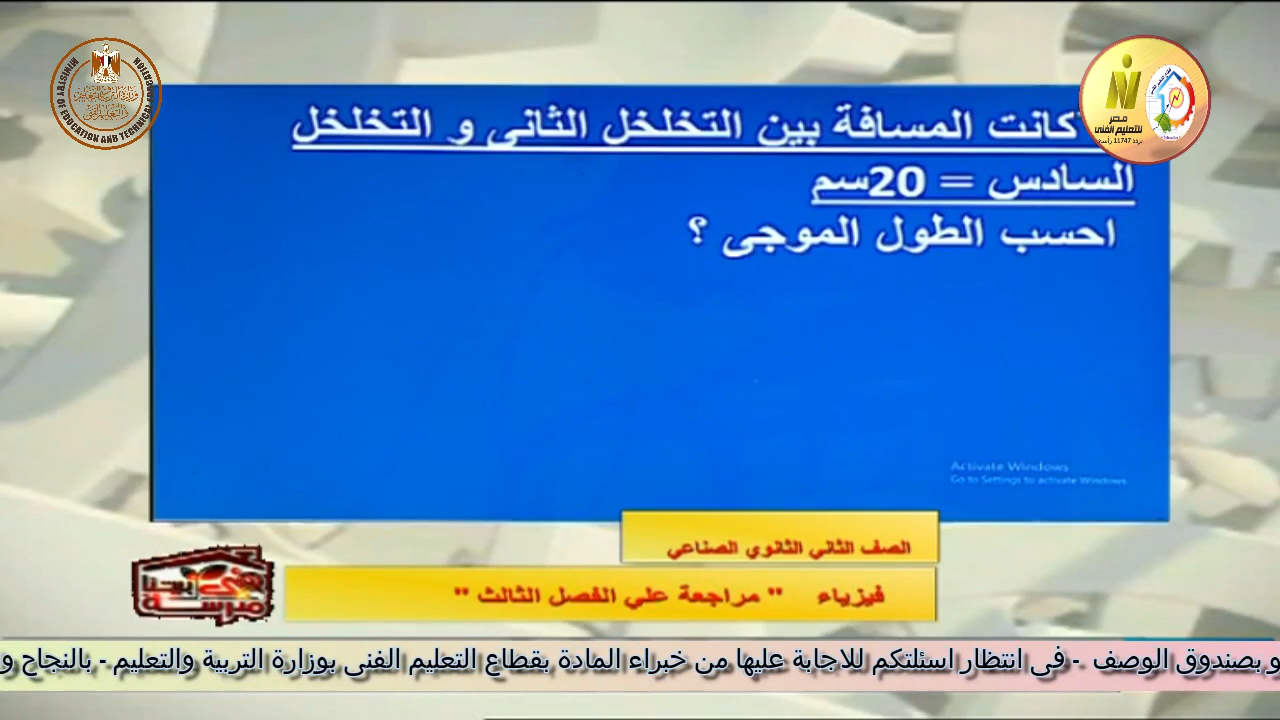 كانت المسافة بين التخلخل الثانى و التخلخل
السادس = 20سم
احسب الطول الموجى ؟
مصر
للتعليم الفنى
Activate Windows
Go to Settings to activate Windows
الصف الثاني الثانوي الصناعي
فيزياء " مراجعة علي الفصل الثالث "
مدرسة
و بصندوق الوصف - فى انتظار اسئلتكم للاجابة عليها من خبراء المادة بقطاع التعليم الفنى بوزارة التربية والتعليم - بالنجاح و